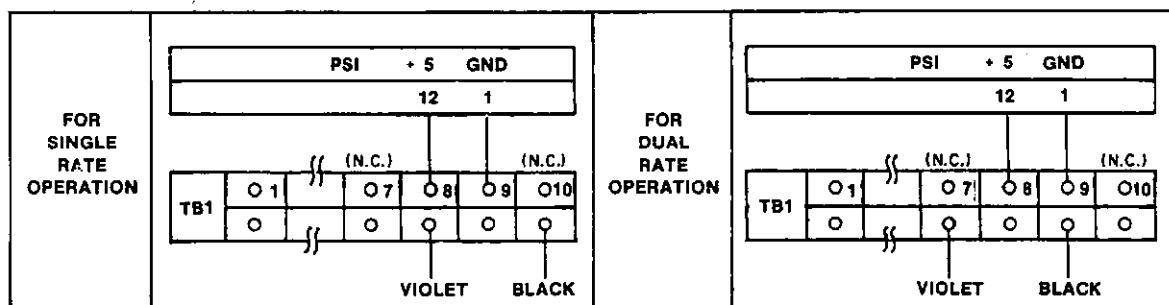 FOR
SINGLE
RATE
OPERATION
PSI + 5 GND
12 1
(N.C.) (N.C.)
TB1 1 7 8 9 10
VIOLET BLACK
FOR
DUAL
RATE
OPERATION
PSI + 5 GND
12 1
(N.C.) (N.C.)
TB1 1 7 8 9 10
VIOLET BLACK